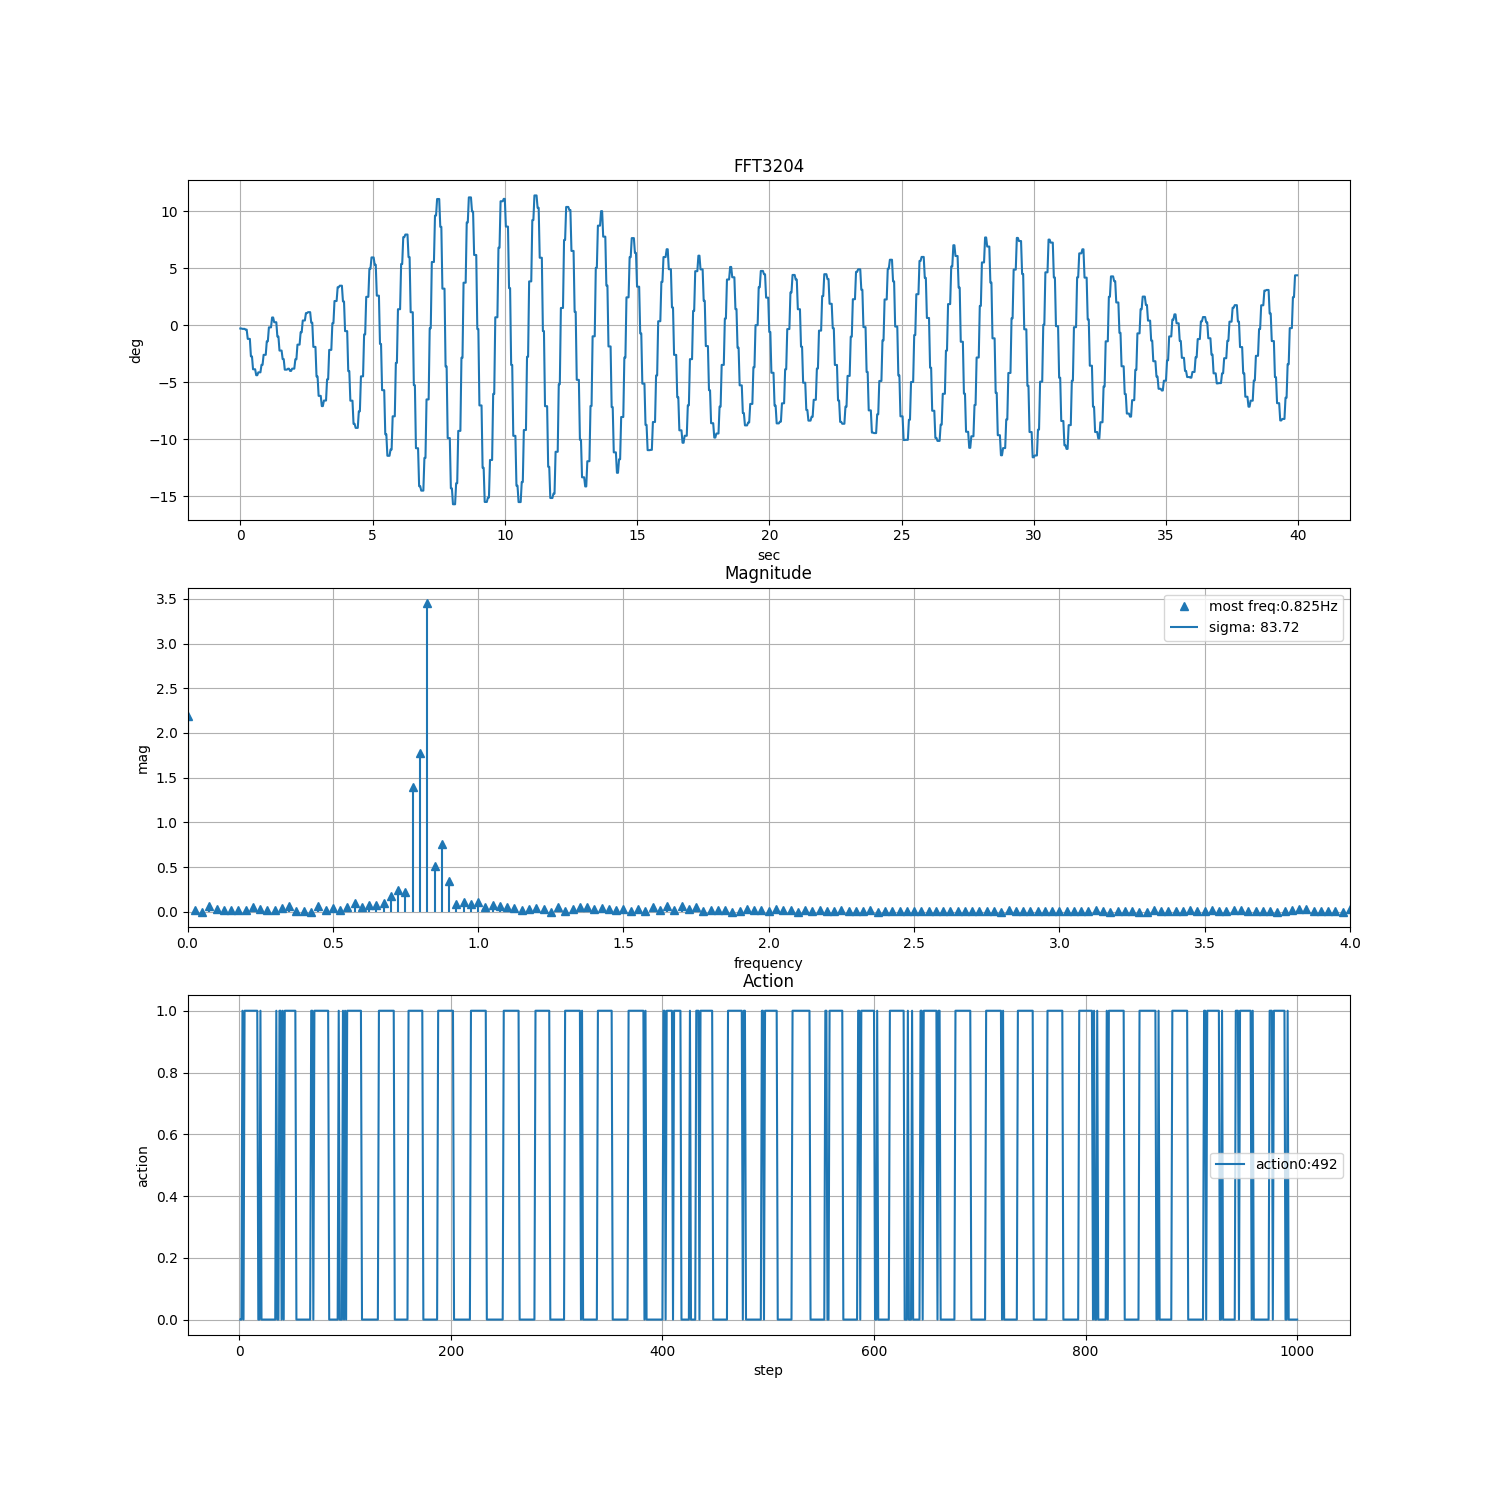 FFT3204
10
5
0
−5
−10
−15
deg
0 5 10 15 20 25 30 35 40
sec
Magnitude
3.5
3.0
2.5
2.0
1.5
1.0
0.5
0.0
mag
most freq:0.825Hz
sigma: 83.72
0.0 0.5 1.0 1.5 2.0 2.5 3.0 3.5 4.0
frequency
Action
1.0
0.8
0.6
0.4
0.2
0.0
action
action0:492
0 200 400 600 800 1000
step